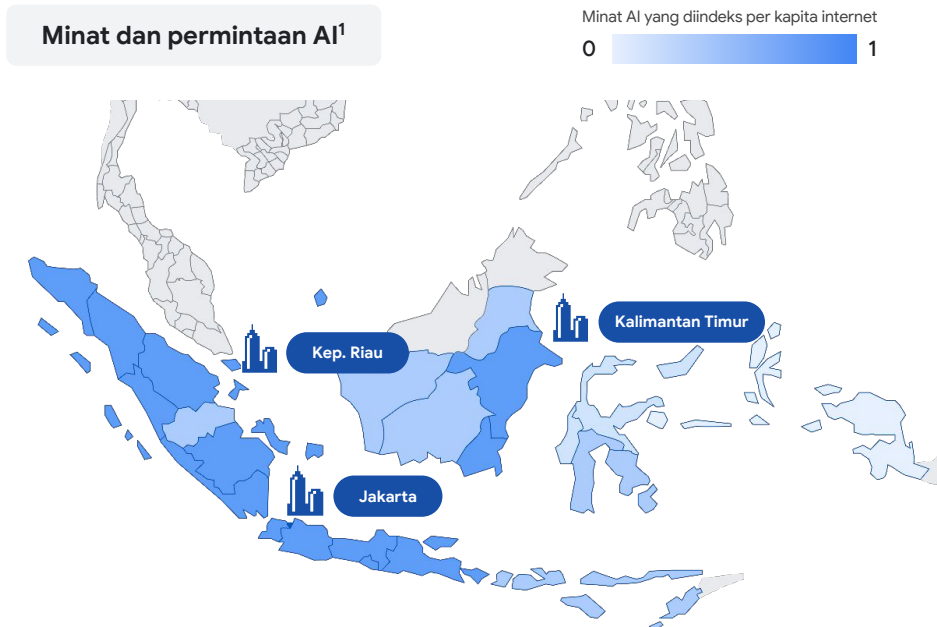 Minat dan permintaan AI¹
Minat AI yang diindeks per kapita internet
0 1
Kalimantan Timur
Kep. Riau
Jakarta